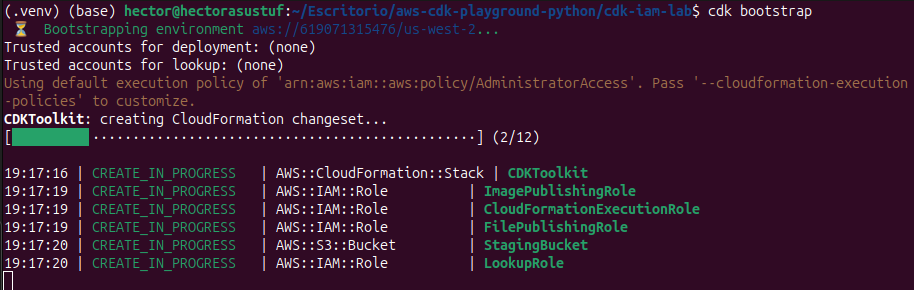 (.venv) (base) hector@hectorasustuf:~/Escritorio/aws-cdk-playground-python/cdk-iam-lab$ cdk bootstrap
⏳ Bootstrapping environment aws://619071315476/us-west-2...
Trusted accounts for deployment: (none)
Trusted accounts for lookup: (none)
Using default execution policy of 'arn:aws:iam::aws:policy/AdministratorAccess'. Pass '--cloudformation-execution
-policies' to customize.
CDKToolkit: creating CloudFormation changeset...
[██████████················································] (2/12)
19:17:16 | CREATE_IN_PROGRESS | AWS::CloudFormation::Stack | CDKToolkit
19:17:19 | CREATE_IN_PROGRESS | AWS::IAM::Role | ImagePublishingRole
19:17:19 | CREATE_IN_PROGRESS | AWS::IAM::Role | CloudFormationExecutionRole
19:17:19 | CREATE_IN_PROGRESS | AWS::IAM::Role | FilePublishingRole
19:17:20 | CREATE_IN_PROGRESS | AWS::S3::Bucket | StagingBucket
19:17:20 | CREATE_IN_PROGRESS | AWS::IAM::Role | LookupRole